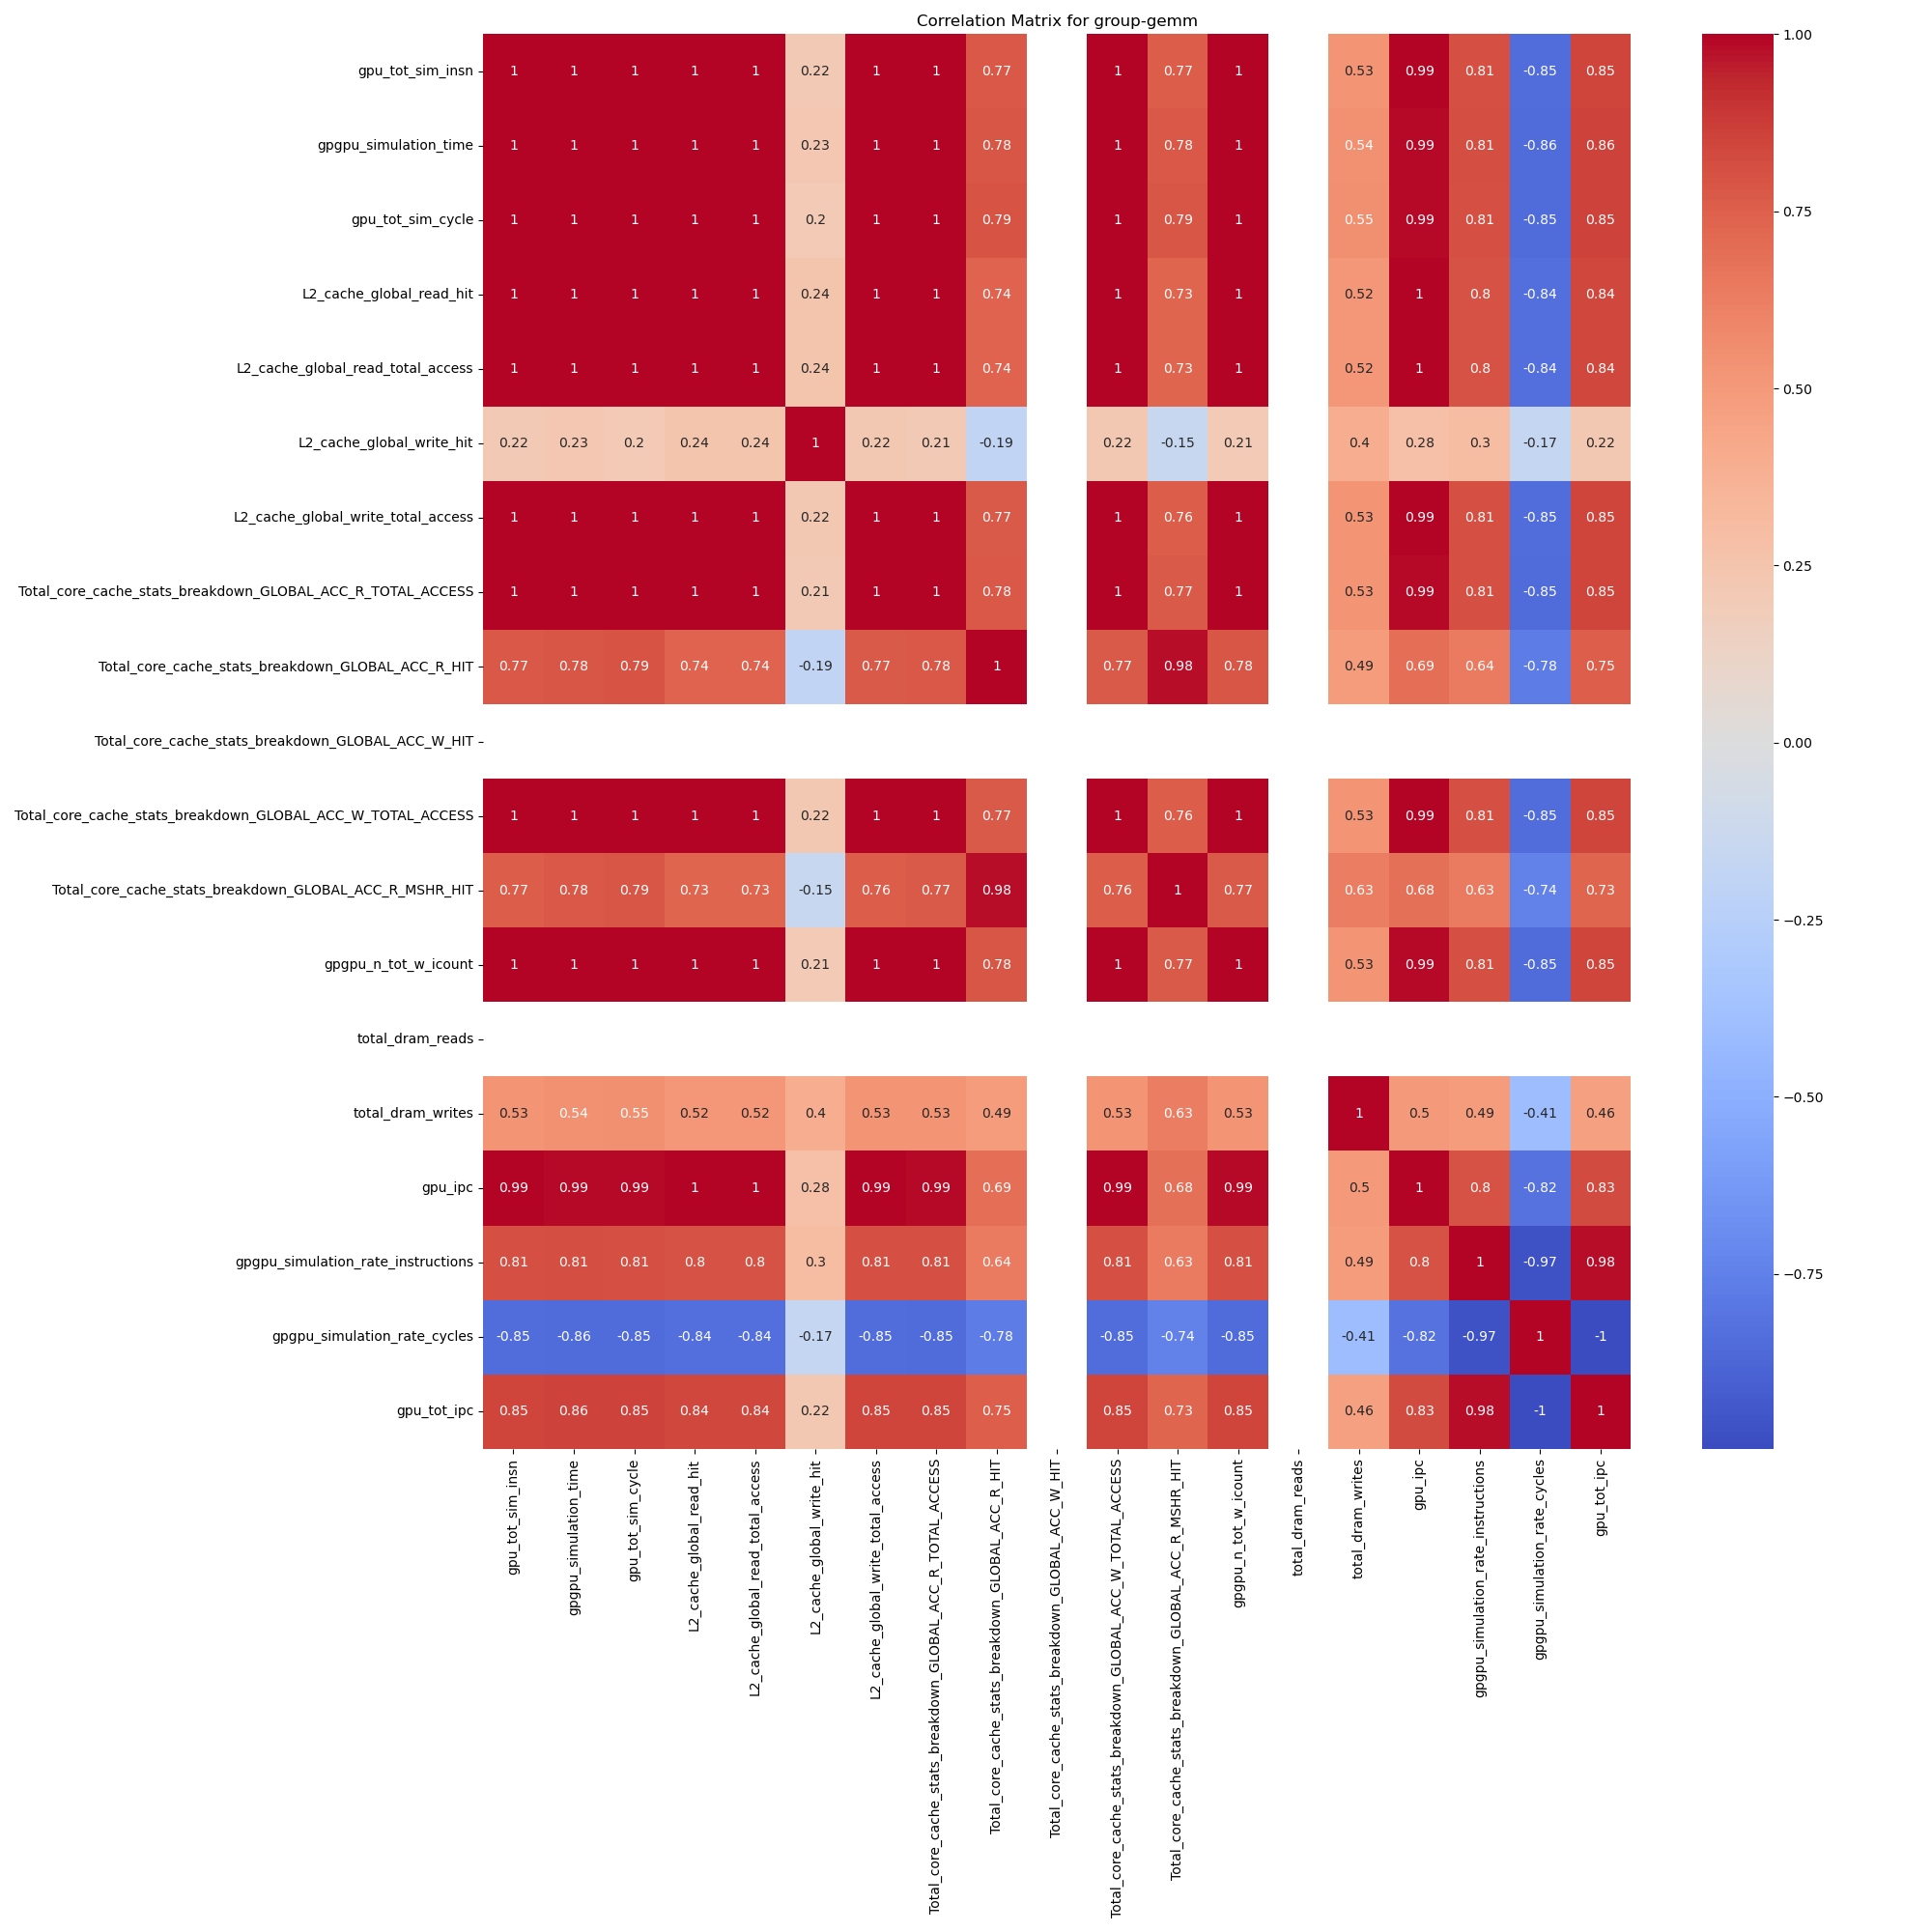 Correlation Matrix for group-gemm
gpu_tot_sim_insn 1 1 1 1 1 0.22 1 1 0.77 1 0.77 1 0.53 0.99 0.81 -0.85 0.85
gpgpu_simulation_time 1 1 1 1 1 0.23 1 1 0.78 1 0.78 1 0.54 0.99 0.81 -0.86 0.86
gpu_tot_sim_cycle 1 1 1 1 1 0.2 1 1 0.79 1 0.79 1 0.55 0.99 0.81 -0.85 0.85
L2_cache_global_read_hit 1 1 1 1 1 0.24 1 1 0.74 1 0.73 1 0.52 1 0.8 -0.84 0.84
L2_cache_global_read_total_access 1 1 1 1 1 0.24 1 1 0.74 1 0.73 1 0.52 1 0.8 -0.84 0.84
L2_cache_global_write_hit 0.22 0.23 0.2 0.24 0.24 1 0.22 0.21 -0.19 0.22 -0.15 0.21 0.4 0.28 0.3 -0.17 0.22
L2_cache_global_write_total_access 1 1 1 1 1 0.22 1 1 0.77 1 0.76 1 0.53 0.99 0.81 -0.85 0.85
Total_core_cache_stats_breakdown_GLOBAL_ACC_R_TOTAL_ACCESS 1 1 1 1 1 0.21 1 1 0.78 1 0.77 1 0.53 0.99 0.81 -0.85 0.85
Total_core_cache_stats_breakdown_GLOBAL_ACC_R_HIT 0.77 0.78 0.79 0.74 0.74 -0.19 0.77 0.78 1 0.77 0.98 0.78 0.49 0.69 0.64 -0.78 0.75
Total_core_cache_stats_breakdown_GLOBAL_ACC_W_HIT
Total_core_cache_stats_breakdown_GLOBAL_ACC_W_TOTAL_ACCESS 1 1 1 1 1 0.22 1 1 0.77 1 0.76 1 0.53 0.99 0.81 -0.85 0.85
Total_core_cache_stats_breakdown_GLOBAL_ACC_R_MSHR_HIT 0.77 0.78 0.79 0.73 0.73 -0.15 0.76 0.77 0.98 0.76 1 0.77 0.63 0.68 0.63 -0.74 0.73
gpgpu_n_tot_w_icount 1 1 1 1 1 0.21 1 1 0.78 1 0.77 1 0.53 0.99 0.81 -0.85 0.85
total_dram_reads
total_dram_writes 0.53 0.54 0.55 0.52 0.52 0.4 0.53 0.53 0.49 0.53 0.63 0.53 1 0.5 0.49 -0.41 0.46
gpu_ipc 0.99 0.99 0.99 1 1 0.28 0.99 0.99 0.69 0.99 0.68 0.99 0.5 1 0.8 -0.82 0.83
gpgpu_simulation_rate_instructions 0.81 0.81 0.81 0.8 0.8 0.3 0.81 0.81 0.64 0.81 0.63 0.81 0.49 0.8 1 -0.97 0.98
gpgpu_simulation_rate_cycles -0.85 -0.86 -0.85 -0.84 -0.84 -0.17 -0.85 -0.85 -0.78 -0.85 -0.74 -0.85 -0.41 -0.82 -0.97 1 -1
gpu_tot_ipc 0.85 0.86 0.85 0.84 0.84 0.22 0.85 0.85 0.75 0.85 0.73 0.85 0.46 0.83 0.98 -1 1
gpu_tot_sim_insn
gpgpu_simulation_time
gpu_tot_sim_cycle
L2_cache_global_read_hit
L2_cache_global_read_total_access
L2_cache_global_write_hit
L2_cache_global_write_total_access
Total_core_cache_stats_breakdown_GLOBAL_ACC_R_TOTAL_ACCESS
Total_core_cache_stats_breakdown_GLOBAL_ACC_R_HIT
Total_core_cache_stats_breakdown_GLOBAL_ACC_W_HIT
Total_core_cache_stats_breakdown_GLOBAL_ACC_W_TOTAL_ACCESS
Total_core_cache_stats_breakdown_GLOBAL_ACC_R_MSHR_HIT
gpgpu_n_tot_w_icount
total_dram_reads
total_dram_writes
gpu_ipc
gpgpu_simulation_rate_instructions
gpgpu_simulation_rate_cycles
gpu_tot_ipc
1.00
0.75
0.50
0.25
0.00
−0.25
−0.50
−0.75